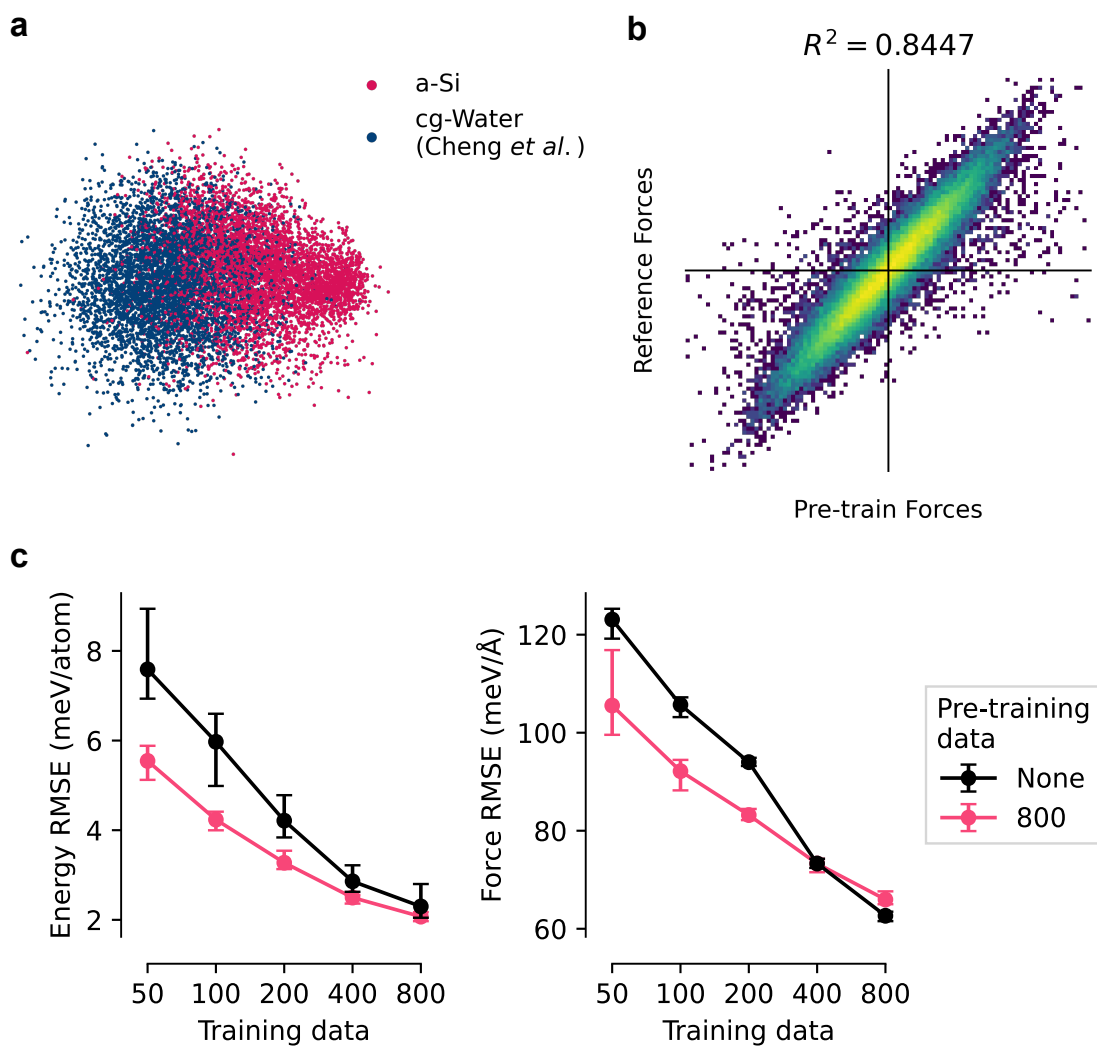 a
a-Si
cg-Water
(Cheng et al.)
b
R² = 0.8447
Reference Forces
Pre-train Forces
c
Energy RMSE (meV/atom)
8
6
4
2
50 100 200 400 800
Training data
Force RMSE (meV/Å)
120
100
80
60
50 100 200 400 800
Training data
Pre-training
data
None
800